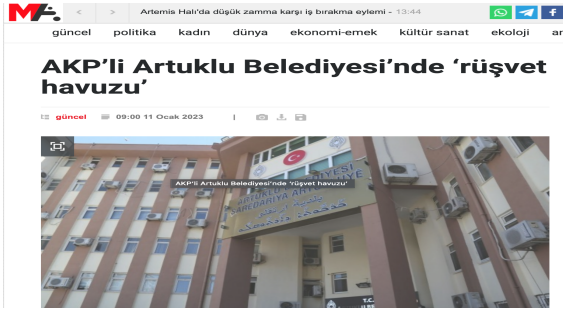 MA
< > Artemis Halı'da düşük zamma karşı iş bırakma eylemi - 13:44
güncel politika kadın dünya ekonomi-emek kültür sanat ekoloji
AKP'li Artuklu Belediyesi'nde 'rüşvet
havuzu'
güncel 09:00 11 Ocak 2023 |
AKP'li Artuklu Belediyesi'nde 'rüşvet havuzu'
T.C.